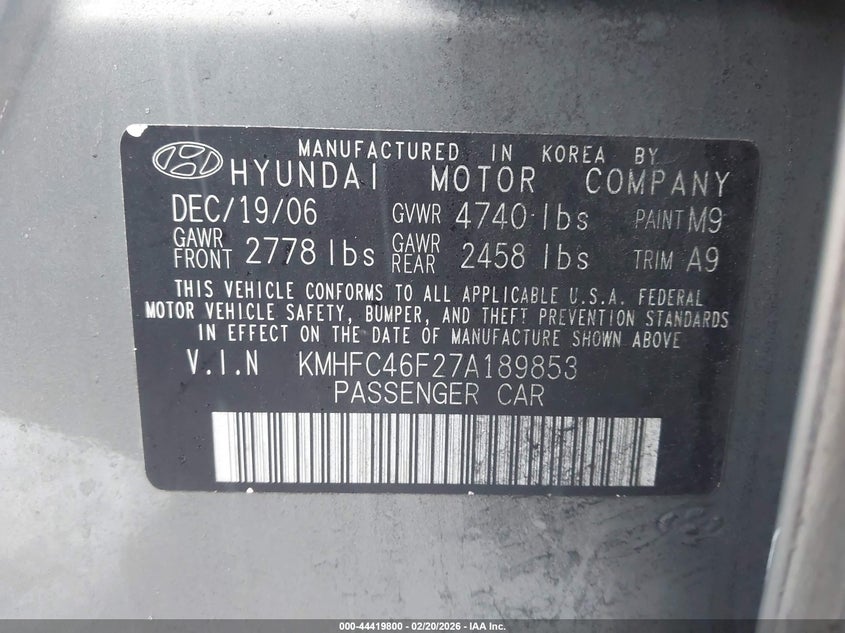 MANUFACTURED IN KOREA BY
HYUNDAI MOTOR COMPANY
DEC/19/06 GVWR 4740 lbs PAINT M9
GAWR FRONT 2778 lbs GAWR REAR 2458 lbs TRIM A9
THIS VEHICLE CONFORMS TO ALL APPLICABLE U.S.A. FEDERAL
MOTOR VEHICLE SAFETY, BUMPER, AND THEFT PREVENTION STANDARDS
IN EFFECT ON THE DATE OF MANUFACTURE SHOWN ABOVE
V.I.N KMHFC46F27A189853
PASSENGER CAR
000-44419800 - 02/20/2026 - IAA Inc.